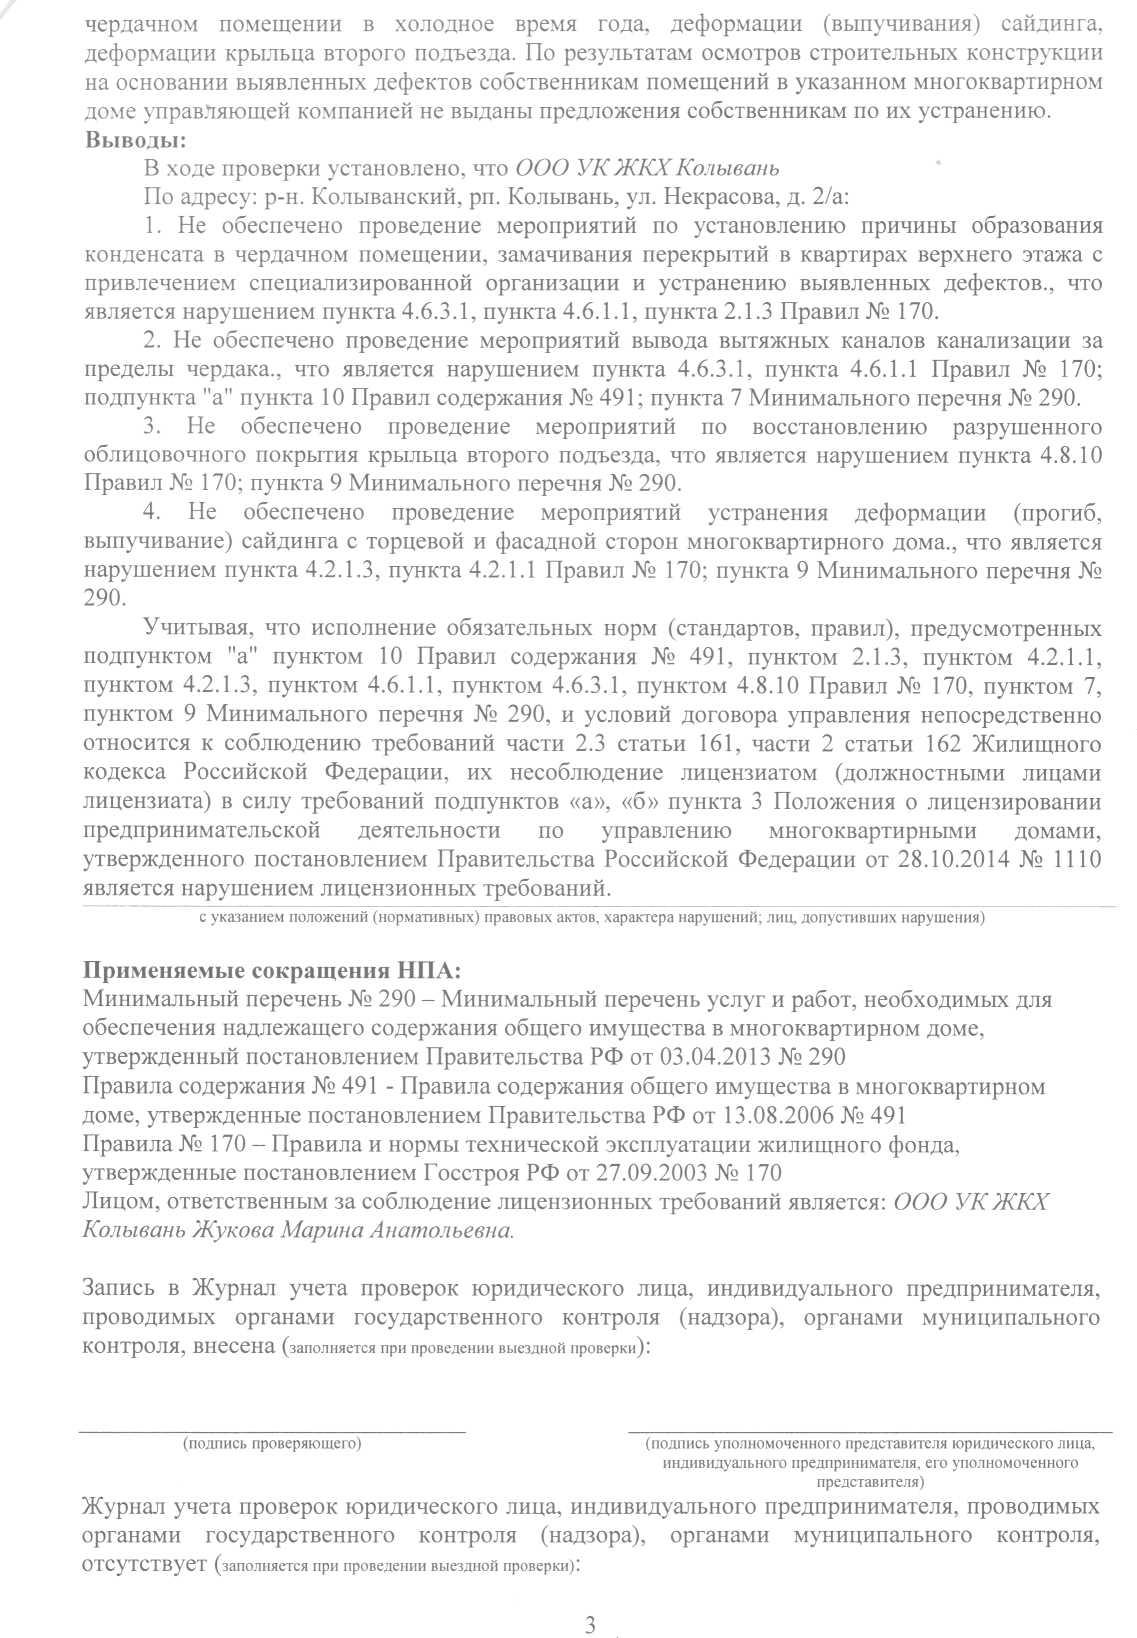 чердачном помещении в холодное время года, деформации (выпучивания) сайдинга,
деформации крыльца второго подъезда. По результатам осмотров строительных конструкции
на основании выявленных дефектов собственникам помещений в указанном многоквартирном
доме управляющей компанией не выданы предложения собственникам по их устранению.
Выводы:
В ходе проверки установлено, что ООО УК ЖКХ Колывань
По адресу: р-н. Колыванский, рп. Колывань, ул. Некрасова, д. 2/а:
1. Не обеспечено проведение мероприятий по установлению причины образования
конденсата в чердачном помещении, замачивания перекрытий в квартирах верхнего этажа с
привлечением специализированной организации и устранению выявленных дефектов., что
является нарушением пункта 4.6.3.1, пункта 4.6.1.1, пункта 2.1.3 Правил № 170.
2. Не обеспечено проведение мероприятий вывода вытяжных каналов канализации за
пределы чердака., что является нарушением пункта 4.6.3.1, пункта 4.6.1.1 Правил № 170;
подпункта "а" пункта 10 Правил содержания № 491; пункта 7 Минимального перечня № 290.
3. Не обеспечено проведение мероприятий по восстановлению разрушенного
облицовочного покрытия крыльца второго подъезда, что является нарушением пункта 4.8.10
Правил № 170; пункта 9 Минимального перечня № 290.
4. Не обеспечено проведение мероприятий устранения деформации (прогиб,
выпучивание) сайдинга с торцевой и фасадной сторон многоквартирного дома., что является
нарушением пункта 4.2.1.3, пункта 4.2.1.1 Правил № 170; пункта 9 Минимального перечня №
290.
Учитывая, что исполнение обязательных норм (стандартов, правил), предусмотренных
подпунктом "а" пунктом 10 Правил содержания № 491, пунктом 2.1.3, пунктом 4.2.1.1,
пунктом 4.2.1.3, пунктом 4.6.1.1, пунктом 4.6.3.1, пунктом 4.8.10 Правил № 170, пунктом 7,
пунктом 9 Минимального перечня № 290, и условий договора управления непосредственно
относится к соблюдению требований части 2.3 статьи 161, части 2 статьи 162 Жилищного
кодекса Российской Федерации, их несоблюдение лицензиатом (должностными лицами
лицензиата) в силу требований подпунктов «а», «б» пункта 3 Положения о лицензировании
предпринимательской деятельности по управлению многоквартирными домами,
утвержденного постановлением Правительства Российской Федерации от 28.10.2014 № 1110
является нарушением лицензионных требований.
с указанием положений (нормативных) правовых актов, характера нарушений; лиц, допустивших нарушения)
Применяемые сокращения НПА:
Минимальный перечень № 290 – Минимальный перечень услуг и работ, необходимых для
обеспечения надлежащего содержания общего имущества в многоквартирном доме,
утвержденный постановлением Правительства РФ от 03.04.2013 № 290
Правила содержания № 491 - Правила содержания общего имущества в многоквартирном
доме, утвержденные постановлением Правительства РФ от 13.08.2006 № 491
Правила № 170 – Правила и нормы технической эксплуатации жилищного фонда,
утвержденные постановлением Госстроя РФ от 27.09.2003 № 170
Лицом, ответственным за соблюдение лицензионных требований является: ООО УК ЖКХ
Колывань Жукова Марина Анатольевна.
Запись в Журнал учета проверок юридического лица, индивидуального предпринимателя,
проводимых органами государственного контроля (надзора), органами муниципального
контроля, внесена (заполняется при проведении выездной проверки):
(подпись проверяющего)
(подпись уполномоченного представителя юридического лица,
индивидуального предпринимателя, его уполномоченного
представителя)
Журнал учета проверок юридического лица, индивидуального предпринимателя, проводимых
органами государственного контроля (надзора), органами муниципального контроля,
отсутствует (заполняется при проведении выездной проверки):
3